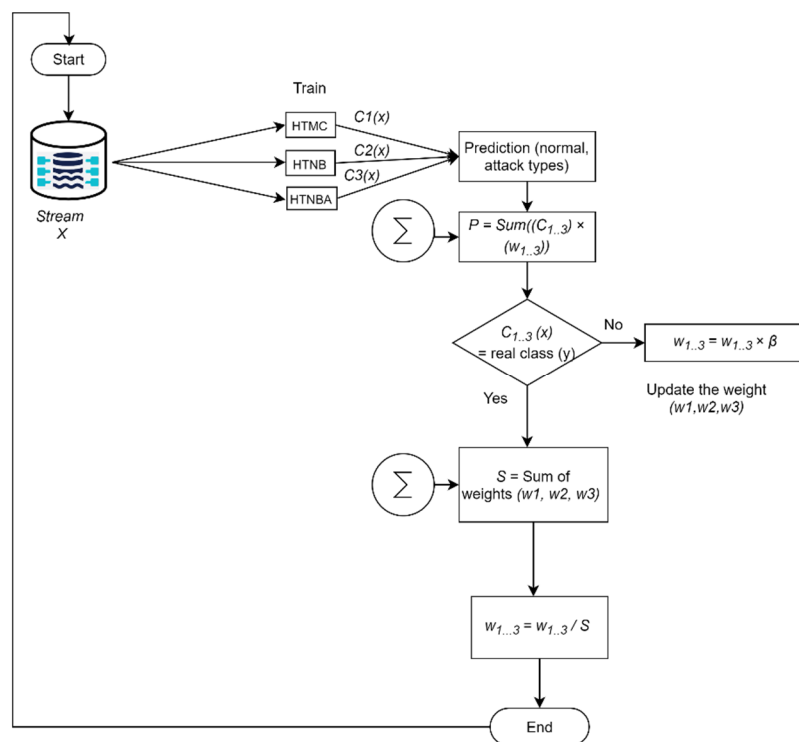 Start
Train
HTMC
C1(x)
HTNB
C2(x)
HTNBA
C3(x)
Stream
X
Prediction (normal,
attack types)
∑
P = Sum((C1..3) ×
(w1..3))
C1..3 (x)
= real class (y)
No
w1..3 = w1..3 × β
Update the weight
(w1,w2,w3)
Yes
∑
S = Sum of
weights (w1, w2, w3)
w1...3 = w1..3 / S
End